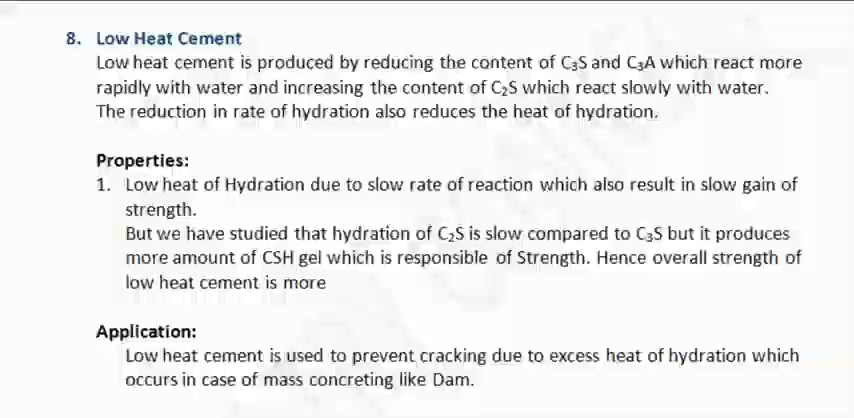 8. Low Heat Cement
Low heat cement is produced by reducing the content of C₃S and C₃A which react more
rapidly with water and increasing the content of C₂S which react slowly with water.
The reduction in rate of hydration also reduces the heat of hydration.
Properties:
1. Low heat of Hydration due to slow rate of reaction which also result in slow gain of
strength.
But we have studied that hydration of C₂S is slow compared to C₃S but it produces
more amount of CSH gel which is responsible of Strength. Hence overall strength of
low heat cement is more
Application:
Low heat cement is used to prevent cracking due to excess heat of hydration which
occurs in case of mass concreting like Dam.